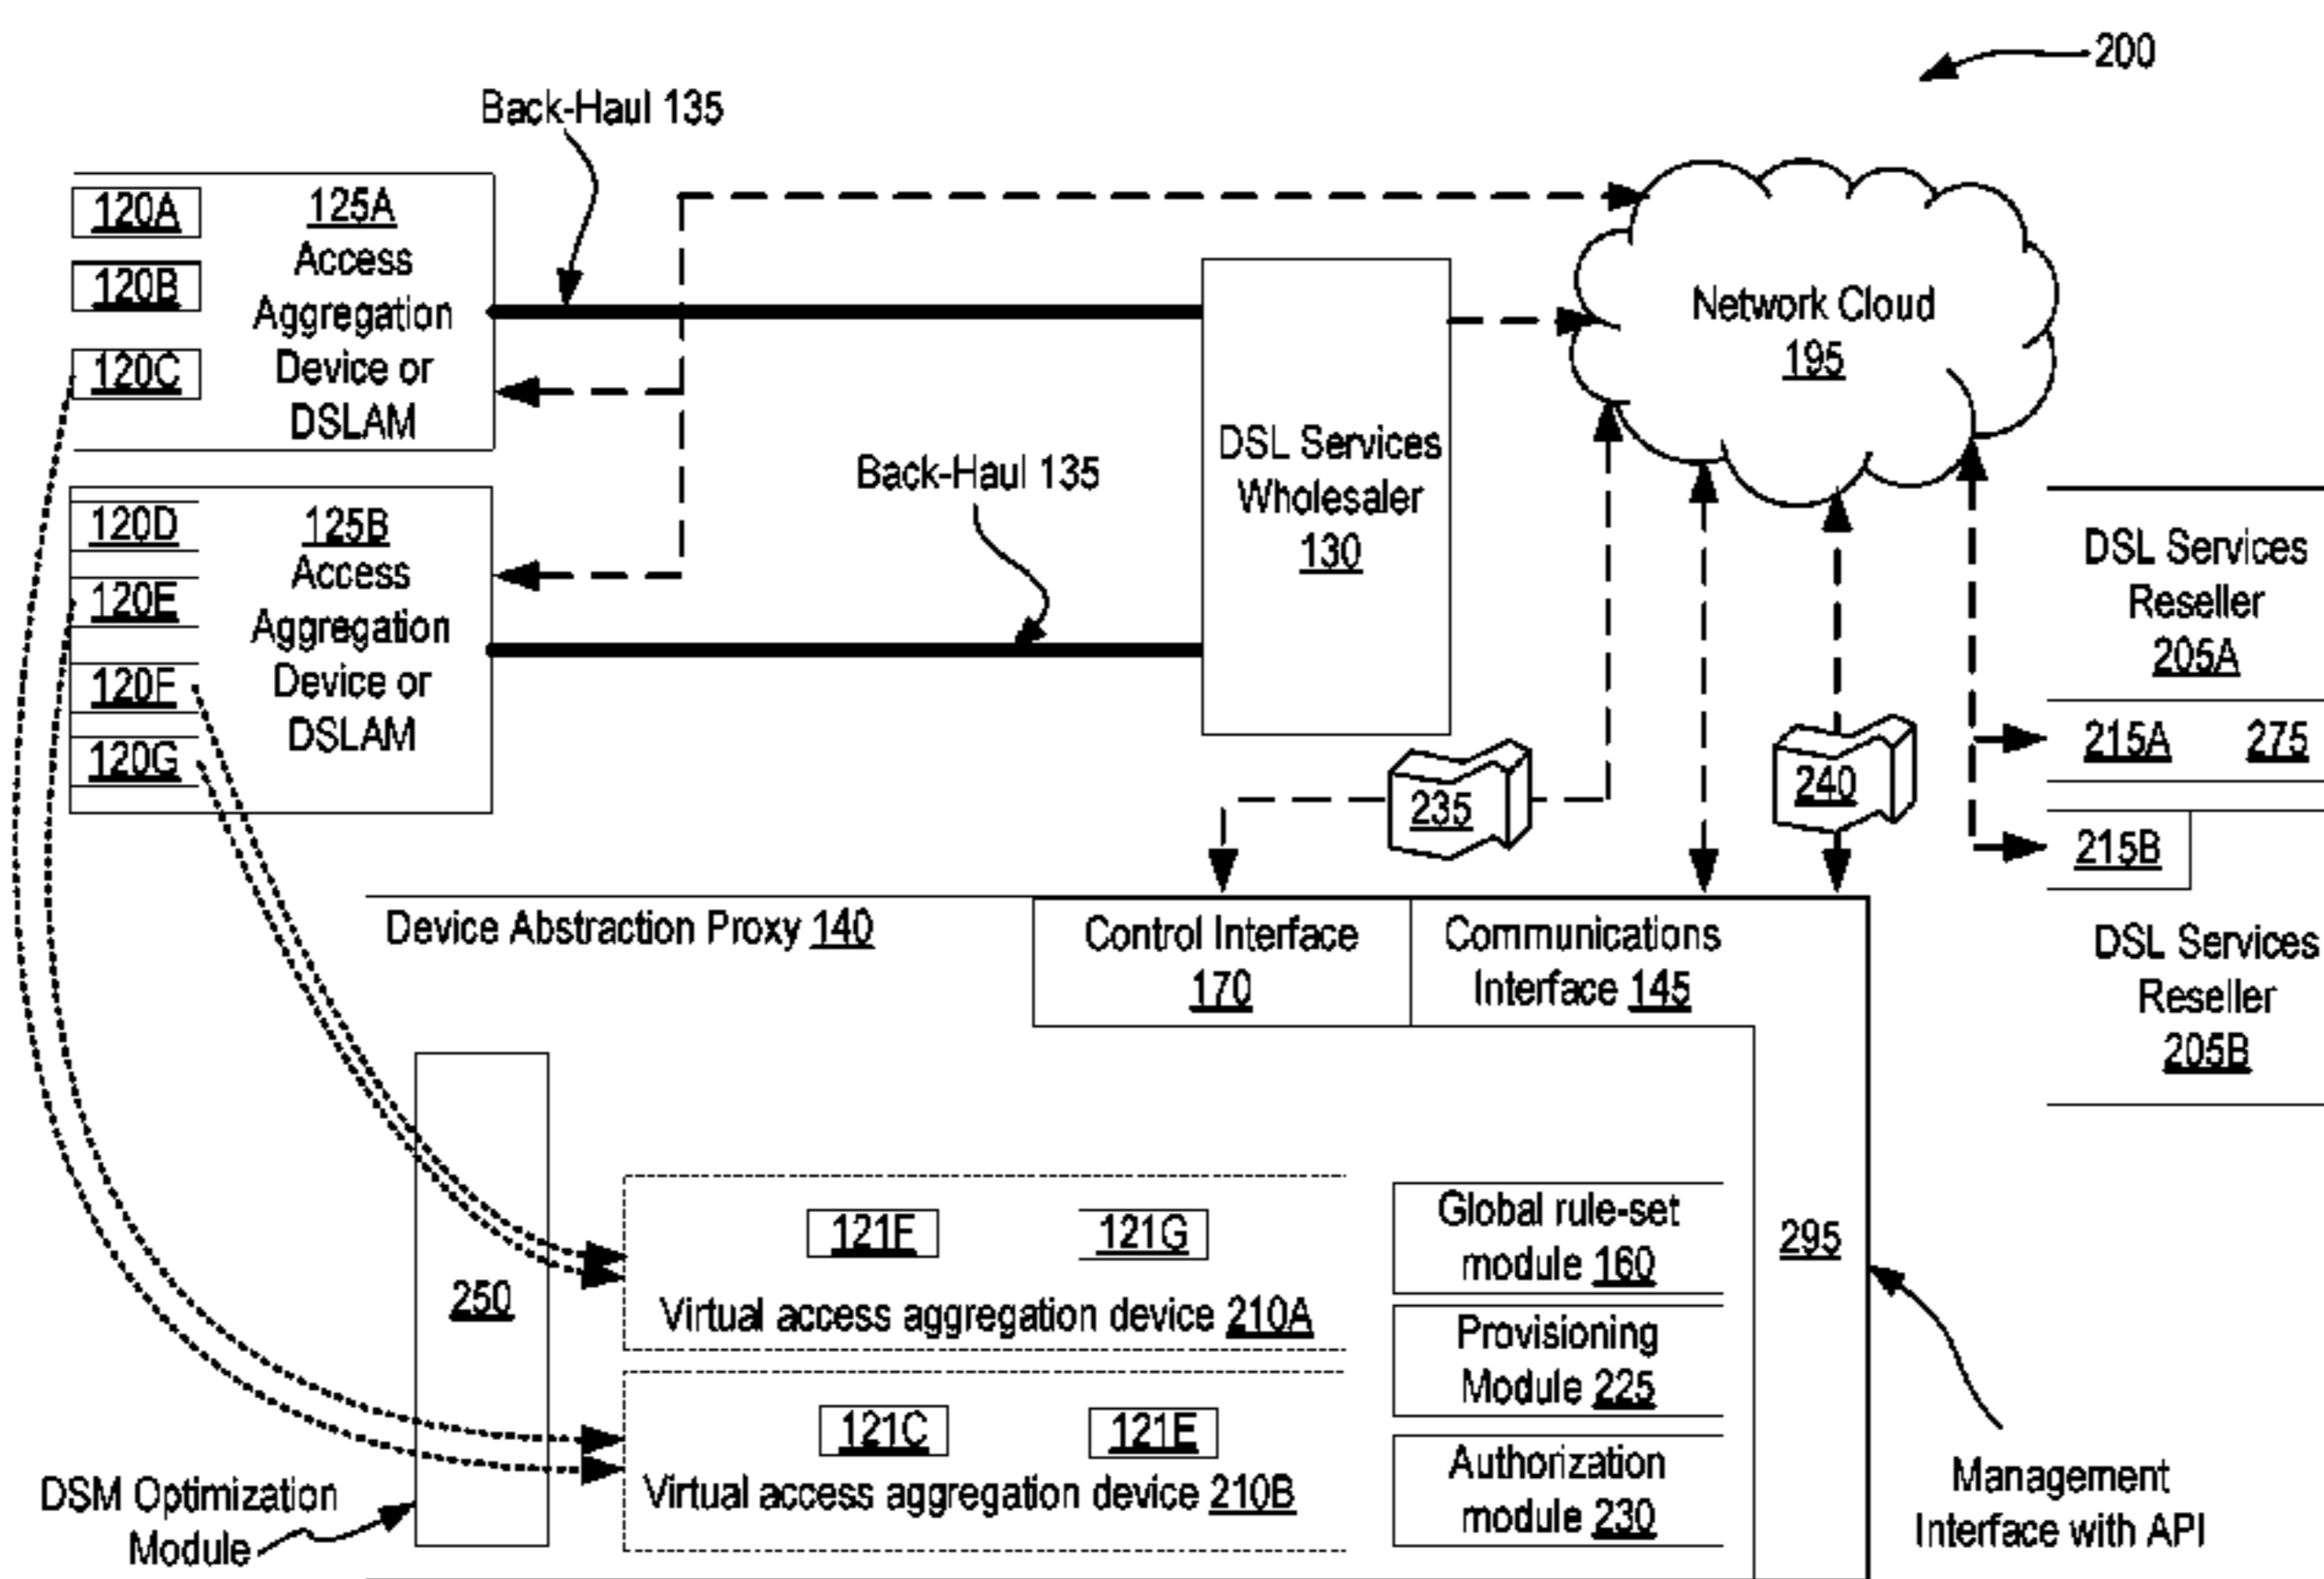 200
Back-Haul 135
120A
120B
120C
125A
Access
Aggregation
Device or
DSLAM
120D
120E
120F
120G
125B
Access
Aggregation
Device or
DSLAM
Back-Haul 135
DSL Services
Wholesaler
130
Network Cloud
195
DSL Services
Reseller
205A
215A 275
215B
DSL Services
Reseller
205B
235
240
Device Abstraction Proxy 140
Control Interface
170
Communications
Interface 145
250
121F 121G
Virtual access aggregation device 210A
121C 121E
Virtual access aggregation device 210B
Global rule-set
module 160
Provisioning
Module 225
Authorization
module 230
295
DSM Optimization
Module
Management
Interface with API